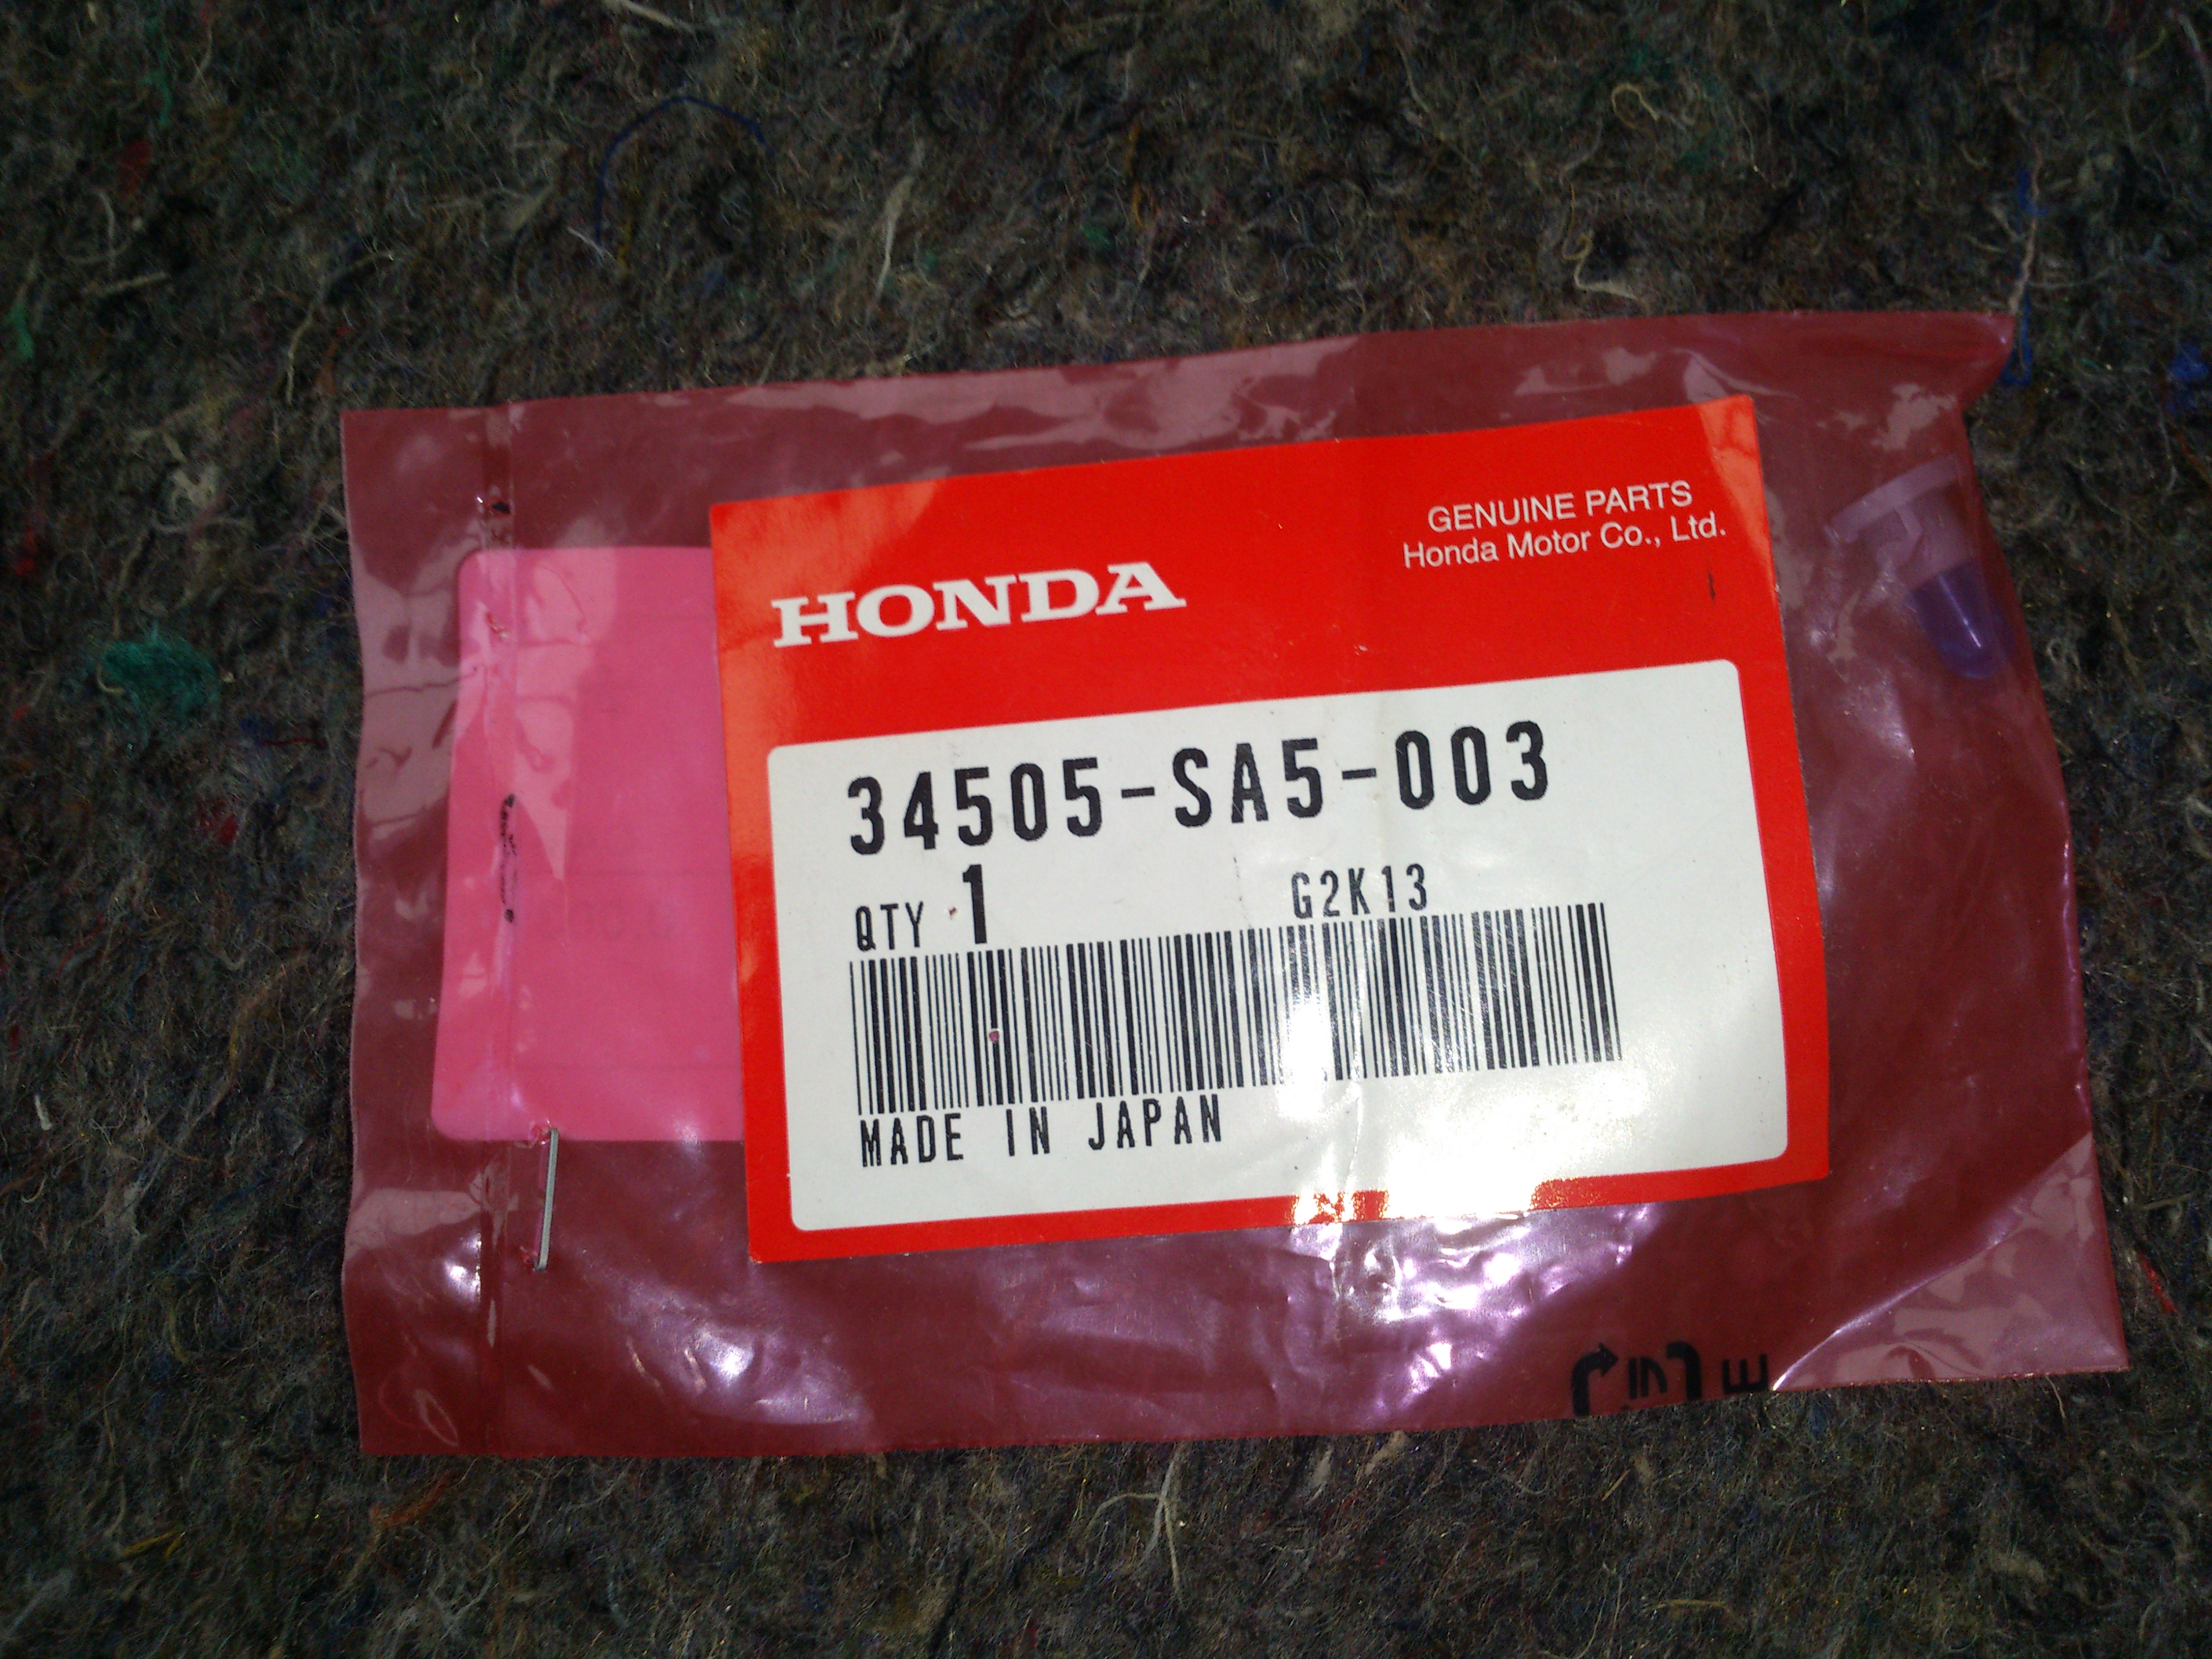 HONDA
GENUINE PARTS
Honda Motor Co., Ltd.
34505-SA5-003
QTY 1
G2K13
MADE IN JAPAN